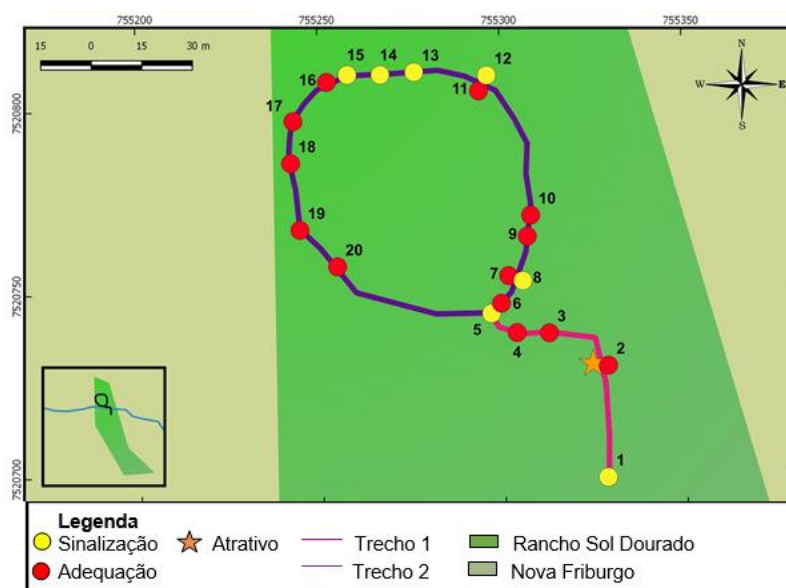 755200 755250 755300 755350
15 0 15 30 m
N
W E
S
7520800
7520750
7520700
15 14 13 12
16 11
17
18
10
19 9
20 7 8
6
5 4 3
2
1
Legenda
Sinalização Atrativo Trecho 1 Rancho Sol Dourado
Adequação Trecho 2 Nova Friburgo